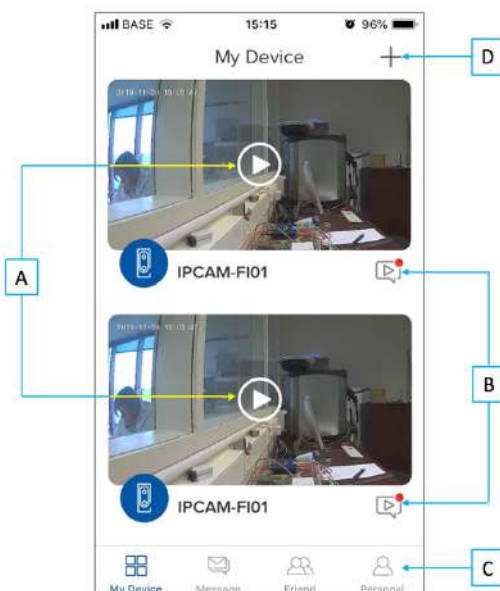 BASE 15:15 96%
My Device
D
A
IPCAM-FI01
B
IPCAM-FI01
C
My Device Message Friend Personal